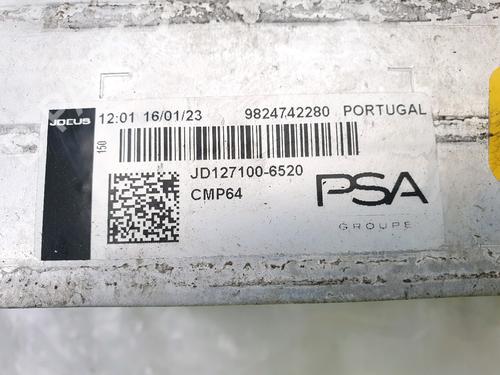 JDEUS 12:01 16/01/23 9824742280 PORTUGAL
150
JD127100-6520
CMP64
PSA
GROUPE